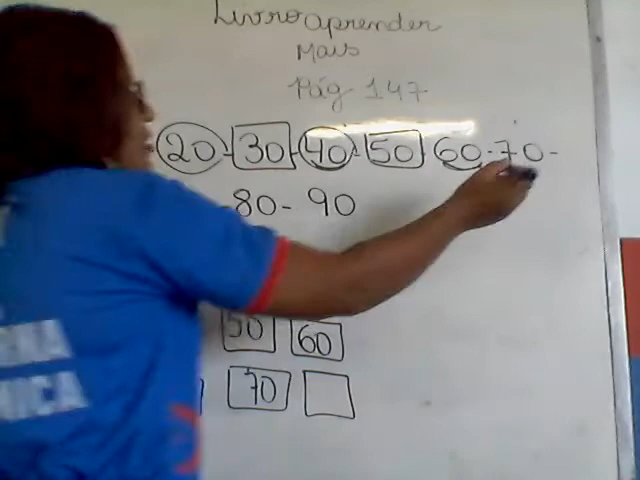 Livro aprender
Mais
Pág 147
20 - 30 - 40 - 50 60 - 70 -
80 - 90
50 60
70